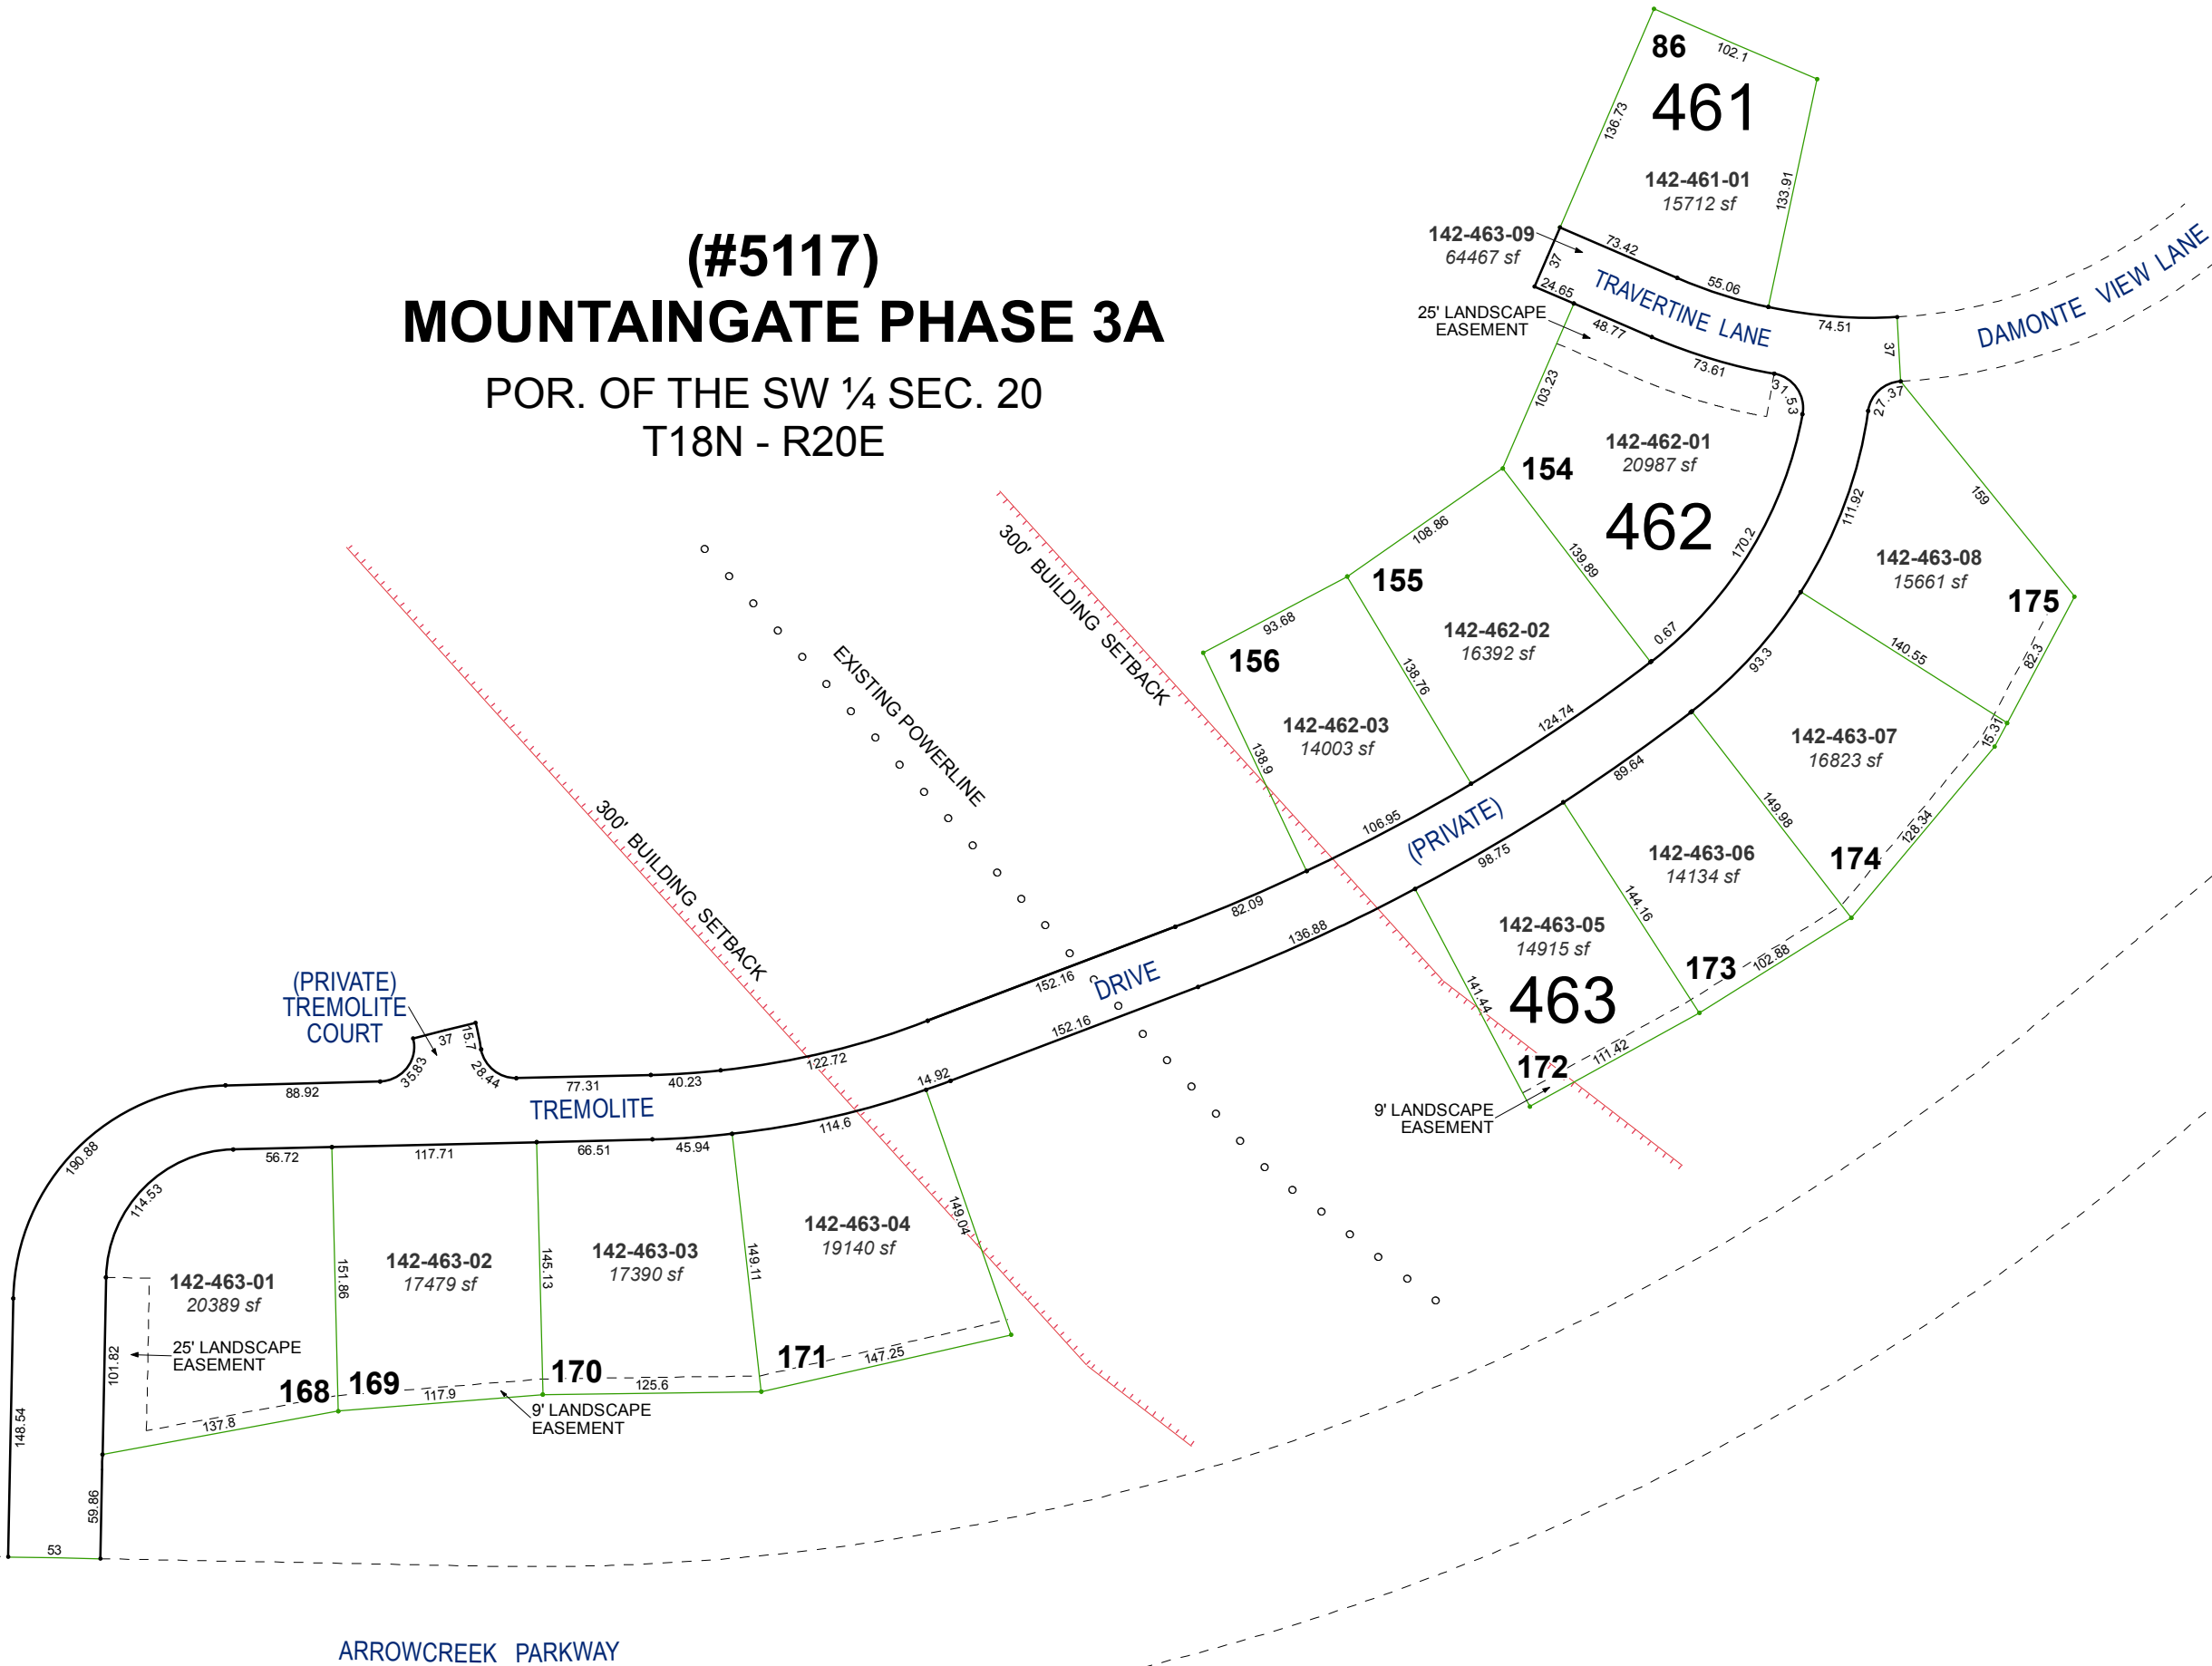 (#5117)
MOUNTAINGATE PHASE 3A
POR. OF THE SW ¼ SEC. 20
T18N - R20E
86
102.1
461
136.73
142-461-01
15712 sf
133.91
142-463-09
64467 sf
37
73.42
55.06
74.51
24.65
TRAVERTINE LANE
DAMONTE VIEW LANE
25' LANDSCAPE
EASEMENT
48.77
73.61
31.53
37
27.37
103.23
154
142-462-01
20987 sf
462
170.2
111.92
159
142-463-08
15661 sf
175
108.86
139.89
155
142-462-02
16392 sf
0.67
93.3
140.55
82.3
93.68
156
138.76
142-462-03
14003 sf
138.9
124.74
15.31
142-463-07
16823 sf
89.64
149.98
128.34
174
106.95
(PRIVATE)
98.75
142-463-06
14134 sf
144.16
173
102.88
142-463-05
14915 sf
463
141.44
172
111.42
9' LANDSCAPE
EASEMENT
300' BUILDING SETBACK
EXISTING POWERLINE
300' BUILDING SETBACK
82.09
136.88
152.16
DRIVE
152.16
(PRIVATE)
TREMOLITE
COURT
37
15.7
35.83
28.44
88.92
77.31
40.23
122.72
14.92
TREMOLITE
190.88
114.53
56.72
117.71
66.51
45.94
114.6
142-463-01
20389 sf
151.86
142-463-02
17479 sf
145.13
142-463-03
17390 sf
149.11
142-463-04
19140 sf
149.04
25' LANDSCAPE
EASEMENT
101.82
168
169
170
171
137.8
117.9
125.6
147.25
9' LANDSCAPE
EASEMENT
148.54
59.86
53
ARROWCREEK PARKWAY